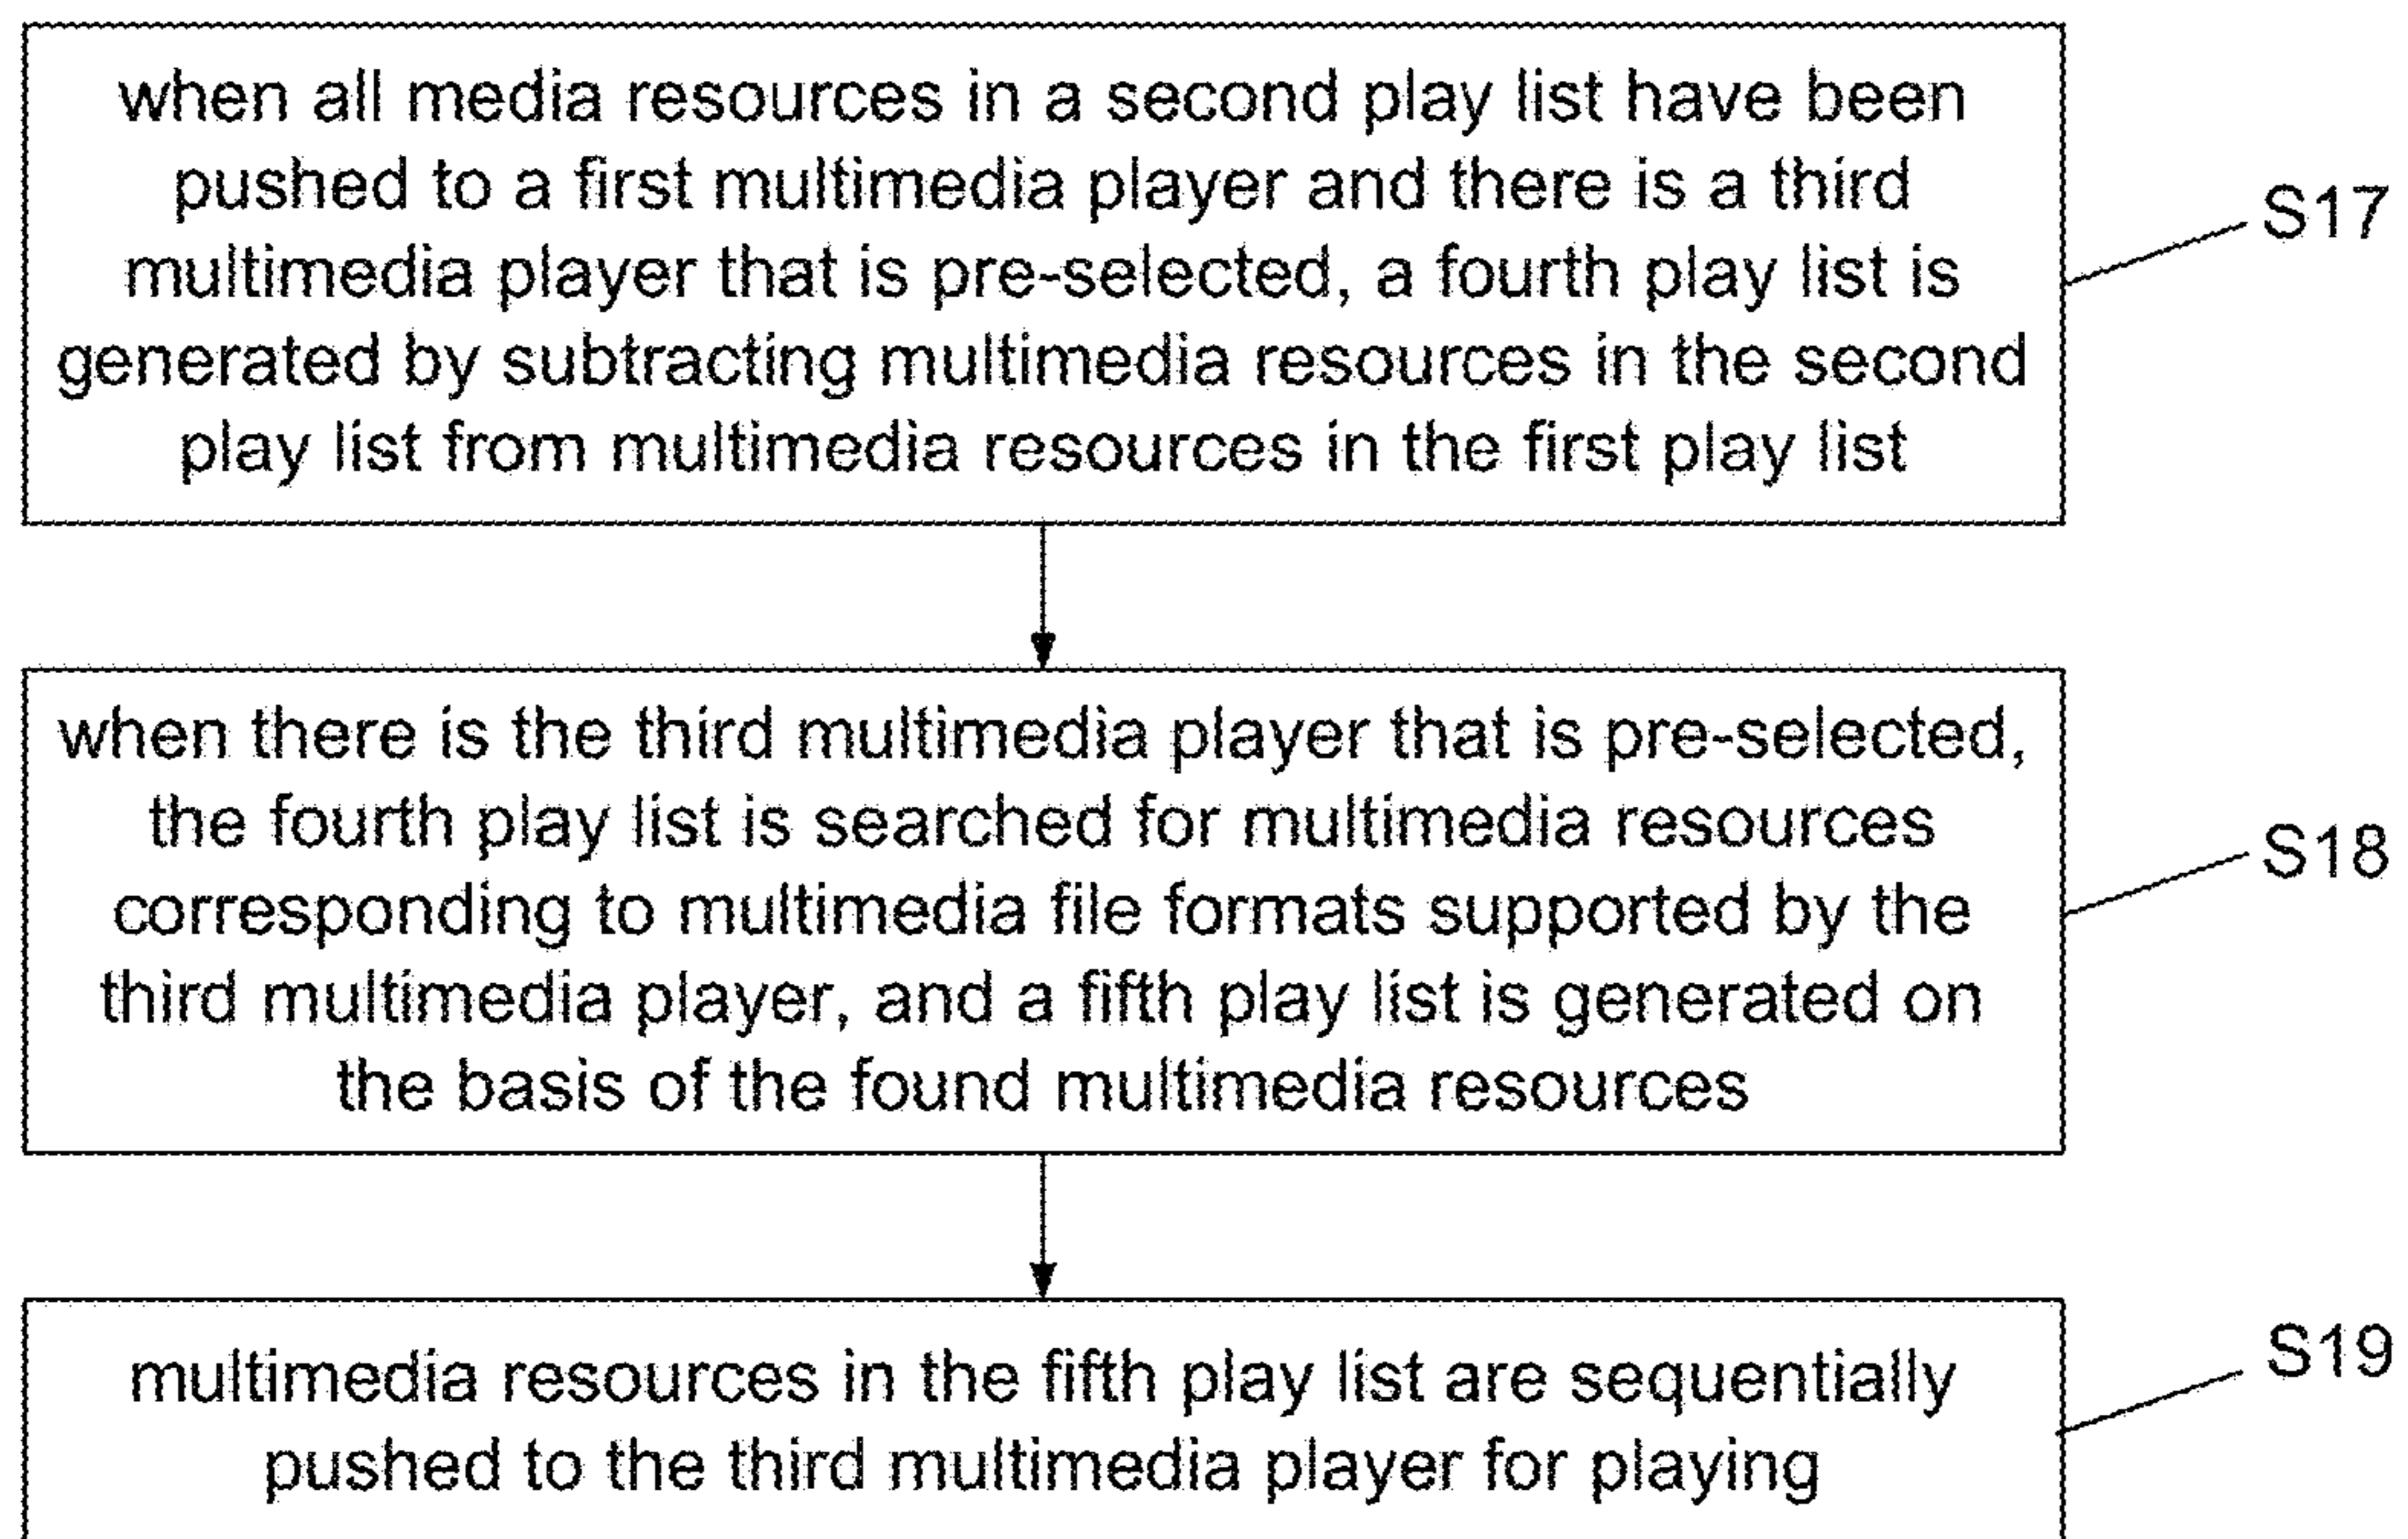 when all media resources in a second play list have been
pushed to a first multimedia player and there is a third
multimedia player that is pre-selected, a fourth play list is
generated by subtracting multimedia resources in the second
play list from multimedia resources in the first play list
S17
when there is the third multimedia player that is pre-selected,
the fourth play list is searched for multimedia resources
corresponding to multimedia file formats supported by the
third multimedia player, and a fifth play list is generated on
the basis of the found multimedia resources
S18
multimedia resources in the fifth play list are sequentially
pushed to the third multimedia player for playing
S19